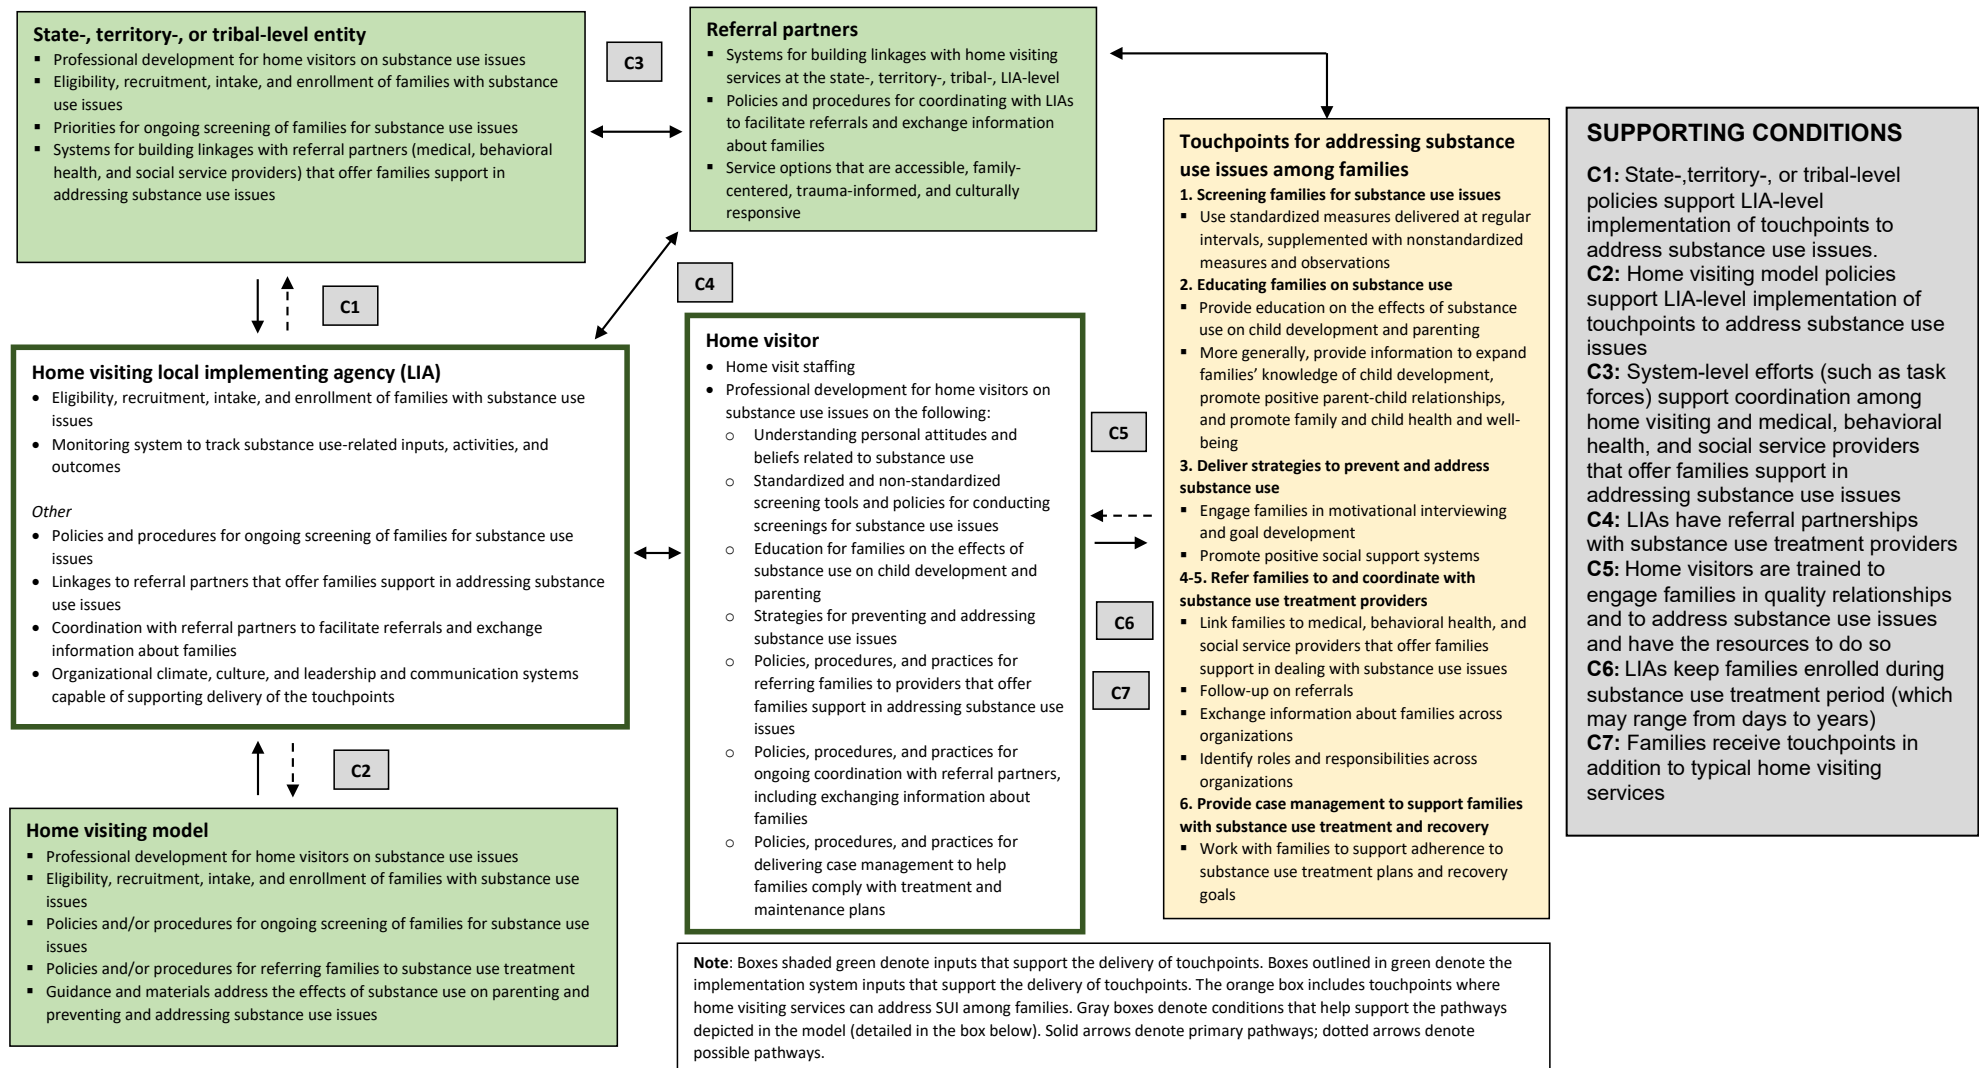 State-, territory-, or tribal-level entity
▪ Professional development for home visitors on substance use issues
▪ Eligibility, recruitment, intake, and enrollment of families with substance
use issues
▪ Priorities for ongoing screening of families for substance use issues
▪ Systems for building linkages with referral partners (medical, behavioral
health, and social service providers) that offer families support in
addressing substance use issues
C3
Referral partners
▪ Systems for building linkages with home visiting
services at the state-, territory-, tribal-, LIA-level
▪ Policies and procedures for coordinating with LIAs
to facilitate referrals and exchange information
about families
▪ Service options that are accessible, family-
centered, trauma-informed, and culturally
responsive
C1
C4
Home visiting local implementing agency (LIA)
• Eligibility, recruitment, intake, and enrollment of families with substance use
issues
• Monitoring system to track substance use-related inputs, activities, and
outcomes
Other
• Policies and procedures for ongoing screening of families for substance use
issues
• Linkages to referral partners that offer families support in addressing substance
use issues
• Coordination with referral partners to facilitate referrals and exchange
information about families
• Organizational climate, culture, and leadership and communication systems
capable of supporting delivery of the touchpoints
C2
Home visiting model
▪ Professional development for home visitors on substance use issues
▪ Eligibility, recruitment, intake, and enrollment of families with substance use
issues
▪ Policies and/or procedures for ongoing screening of families for substance use
issues
▪ Policies and/or procedures for referring families to substance use treatment
▪ Guidance and materials address the effects of substance use on parenting and
preventing and addressing substance use issues
Home visitor
• Home visit staffing
• Professional development for home visitors on
substance use issues on the following:
o Understanding personal attitudes and
beliefs related to substance use
o Standardized and non-standardized
screening tools and policies for conducting
screenings for substance use issues
o Education for families on the effects of
substance use on child development and
parenting
o Strategies for preventing and addressing
substance use issues
o Policies, procedures, and practices for
referring families to providers that offer
families support in addressing substance use
issues
o Policies, procedures, and practices for
ongoing coordination with referral partners,
including exchanging information about
families
o Policies, procedures, and practices for
delivering case management to help
families comply with treatment and
maintenance plans
C5
C6
C7
Touchpoints for addressing substance
use issues among families
1. Screening families for substance use issues
▪ Use standardized measures delivered at regular
intervals, supplemented with nonstandardized
measures and observations
2. Educating families on substance use
▪ Provide education on the effects of substance
use on child development and parenting
▪ More generally, provide information to expand
families’ knowledge of child development,
promote positive parent-child relationships,
and promote family and child health and well-
being
3. Deliver strategies to prevent and address
substance use
▪ Engage families in motivational interviewing
and goal development
▪ Promote positive social support systems
4-5. Refer families to and coordinate with
substance use treatment providers
▪ Link families to medical, behavioral health, and
social service providers that offer families
support in dealing with substance use issues
▪ Follow-up on referrals
▪ Exchange information about families across
organizations
▪ Identify roles and responsibilities across
organizations
6. Provide case management to support families
with substance use treatment and recovery
▪ Work with families to support adherence to
substance use treatment plans and recovery
goals
SUPPORTING CONDITIONS
C1: State-,territory-, or tribal-level
policies support LIA-level
implementation of touchpoints to
address substance use issues.
C2: Home visiting model policies
support LIA-level implementation of
touchpoints to address substance use
issues
C3: System-level efforts (such as task
forces) support coordination among
home visiting and medical, behavioral
health, and social service providers
that offer families support in
addressing substance use issues
C4: LIAs have referral partnerships
with substance use treatment providers
C5: Home visitors are trained to
engage families in quality relationships
and to address substance use issues
and have the resources to do so
C6: LIAs keep families enrolled during
substance use treatment period (which
may range from days to years)
C7: Families receive touchpoints in
addition to typical home visiting
services
Note: Boxes shaded green denote inputs that support the delivery of touchpoints. Boxes outlined in green denote the
implementation system inputs that support the delivery of touchpoints. The orange box includes touchpoints where
home visiting services can address SUI among families. Gray boxes denote conditions that help support the pathways
depicted in the model (detailed in the box below). Solid arrows denote primary pathways; dotted arrows denote
possible pathways.